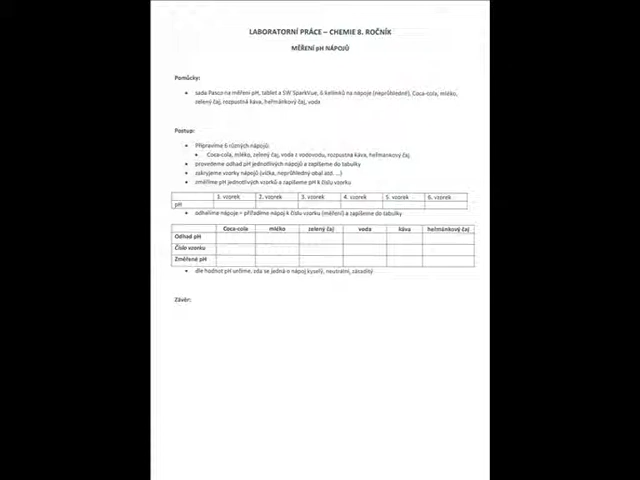 LABORATORNÍ PRÁCE – CHEMIE 8. ROČNÍK
MĚŘENÍ pH NÁPOJŮ
Pomůcky:
sada Pasco na měření pH, tablet a SW SparkVue, 6 kelímků na nápoje (neprůhledné), Coca-cola, mléko,
zelený čaj, rozpustná káva, heřmánkový čaj, voda
Postup:
Připravíme 6 různých nápojů:
Coca-cola, mléko, zelený čaj, voda z vodovodu, rozpustná káva, heřmánkový čaj
provedeme odhad pH jednotlivých nápojů a zapíšeme do tabulky
zakryjeme vzorky nápojů (víčka, neprůhledný obal atd. …)
změříme pH jednotlivých vzorků a zapíšeme pH k číslu vzorku
1. vzorek 2. vzorek 3. vzorek 4. vzorek 5. vzorek 6. vzorek
pH
odhalíme nápoje = přiřadíme nápoj k číslu vzorku (měření) a zapíšeme do tabulky
Coca-cola mléko zelený čaj voda káva heřmánkový čaj
Odhad pH
Číslo vzorku
Změřené pH
dle hodnot pH určíme, zda se jedná o nápoj kyselý, neutrální, zásaditý
Závěr: